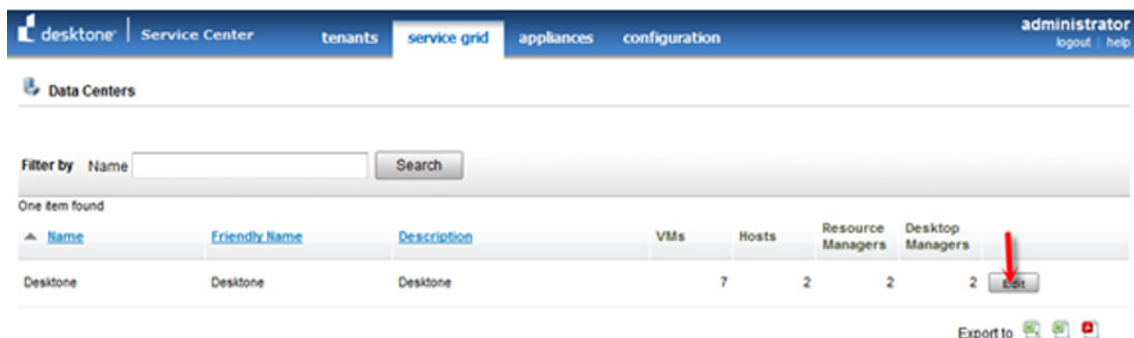 desktone Service Center tenants service grid appliances configuration administrator
logout help
Data Centers
Filter by Name Search
One item found
Name Friendly Name Description VMs Hosts Resource Managers Desktop Managers
Desktone Desktone Desktone 7 2 2 2 Edit
Export to